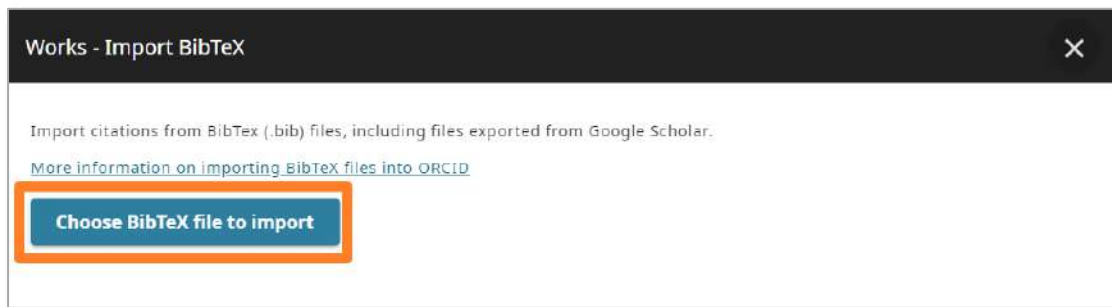 Works - Import BibTeX
Import citations from BibTex (.bib) files, including files exported from Google Scholar.
More information on importing BibTeX files into ORCID
Choose BibTeX file to import